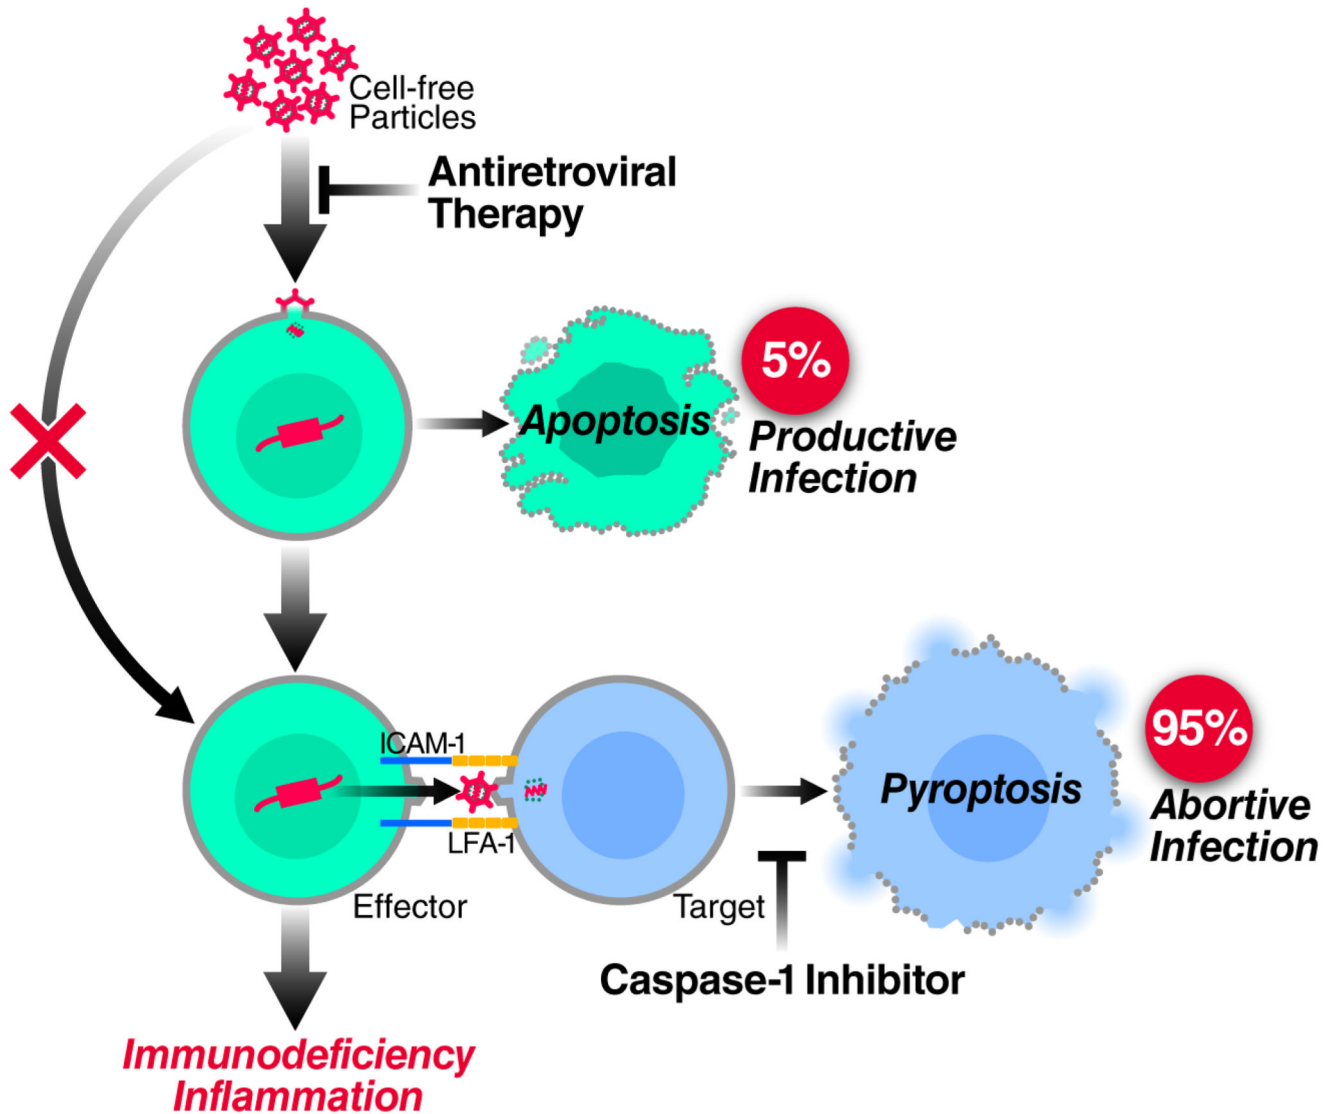 Cell-free
Particles
Antiretroviral
Therapy
Apoptosis
5%
Productive
Infection
ICAM-1
LFA-1
Effector
Target
Pyroptosis
95%
Abortive
Infection
Caspase-1 Inhibitor
Immunodeficiency
Inflammation